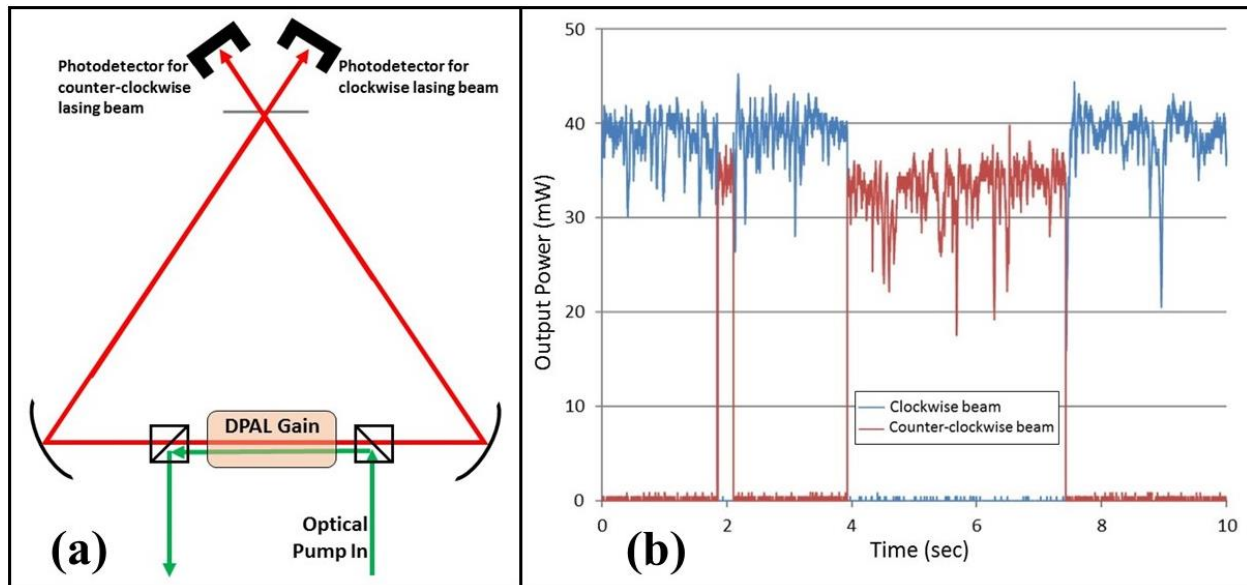 Photodetector for
counter-clockwise
lasing beam
Photodetector for
clockwise lasing beam
DPAL Gain
Optical
Pump In
(a)
50
40
30
20
10
0
Output Power (mW)
Clockwise beam
Counter-clockwise beam
0 2 4 6 8 10
Time (sec)
(b)